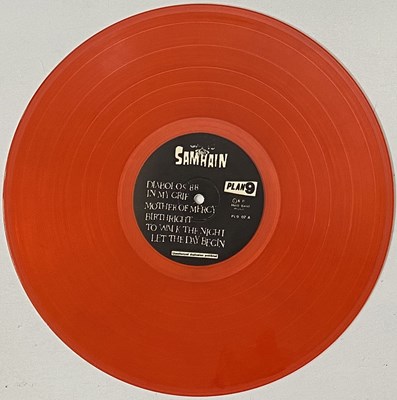 SAMHAIN
PLAN 9
DIABOLOS '88
IN MY GRIP
MOTHER OF MERCY
BIRTHRIGHT
TO WALK THE NIGHT
LET THE DAY BEGIN